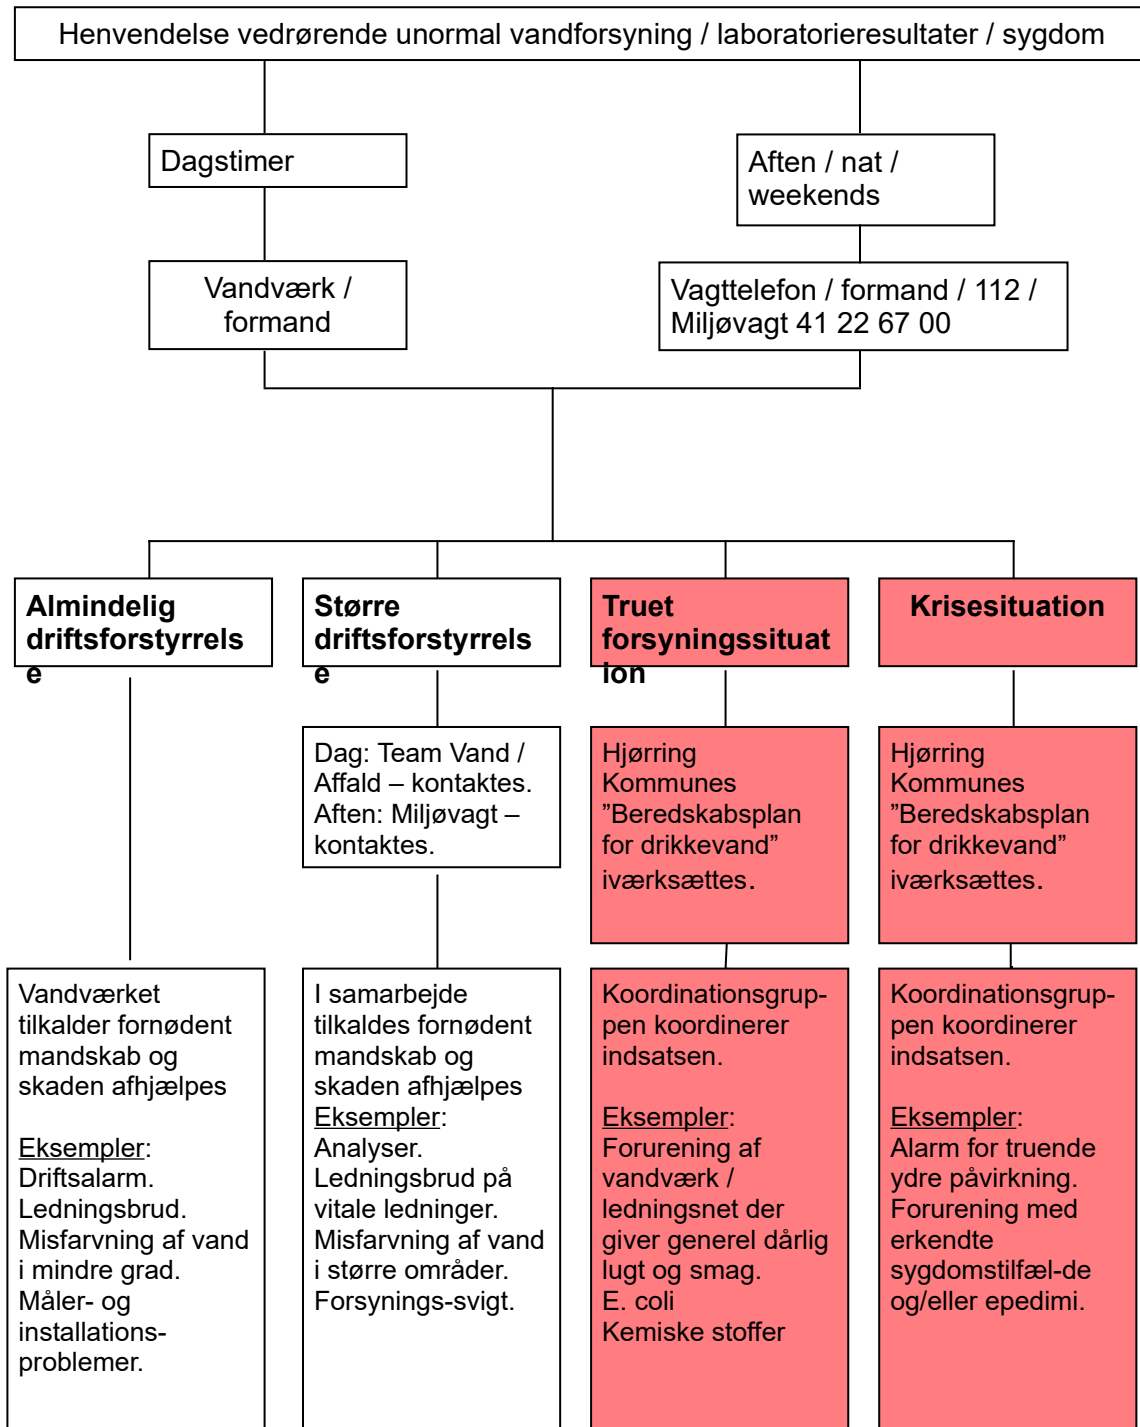 Henvendelse vedrørende unormal vandforsyning / laboratorieresultater / sygdom
Dagstimer
Aften / nat /
weekends
Vandværk /
formand
Vagttelefon / formand / 112 /
Miljøvagt 41 22 67 00
Almindelig
driftsforstyrrels
e
Større
driftsforstyrrels
e
Truet
forsyningssituat
ion
Krisesituation
Dag: Team Vand /
Affald – kontaktes.
Aften: Miljøvagt –
kontaktes.
Hjørring
Kommunes
”Beredskabsplan
for drikkevand”
iværksættes.
Hjørring
Kommunes
”Beredskabsplan
for drikkevand”
iværksættes.
Vandværket
tilkalder fornødent
mandskab og
skaden afhjælpes
Eksempler:
Driftsalarm.
Ledningsbrud.
Misfarvning af vand
i mindre grad.
Måler- og
installations-
problemer.
I samarbejde
tilkaldes fornødent
mandskab og
skaden afhjælpes
Eksempler:
Analyser.
Ledningsbrud på
vitale ledninger.
Misfarvning af vand
i større områder.
Forsynings-svigt.
Koordinationsgrup-
pen koordinerer
indsatsen.
Eksempler:
Forurening af
vandværk /
ledningsnet der
giver generel dårlig
lugt og smag.
E. coli
Kemiske stoffer
Koordinationsgrup-
pen koordinerer
indsatsen.
Eksempler:
Alarm for truende
ydre påvirkning.
Forurening med
erkendte
sygdomstilfæl-de
og/eller epedimi.